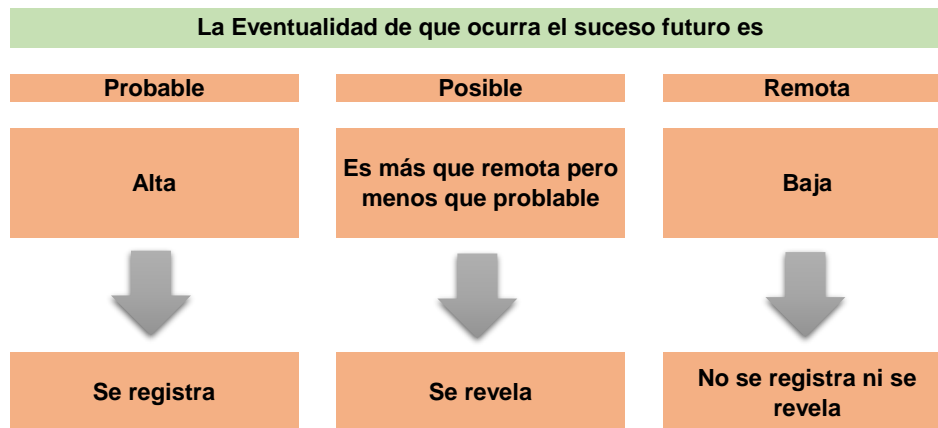 La Eventualidad de que ocurra el suceso futuro es
Probable
Posible
Remota
Alta
Es más que remota pero
menos que problable
Baja
Se registra
Se revela
No se registra ni se
revela